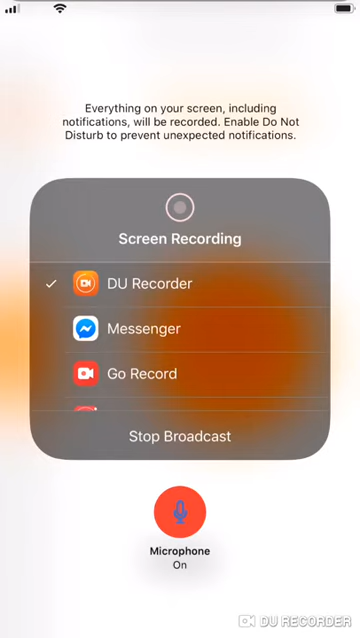 Everything on your screen, including
notifications, will be recorded. Enable Do Not
Disturb to prevent unexpected notifications.
Screen Recording
DU Recorder
Messenger
Go Record
Stop Broadcast
Microphone
On
DU RECORDER